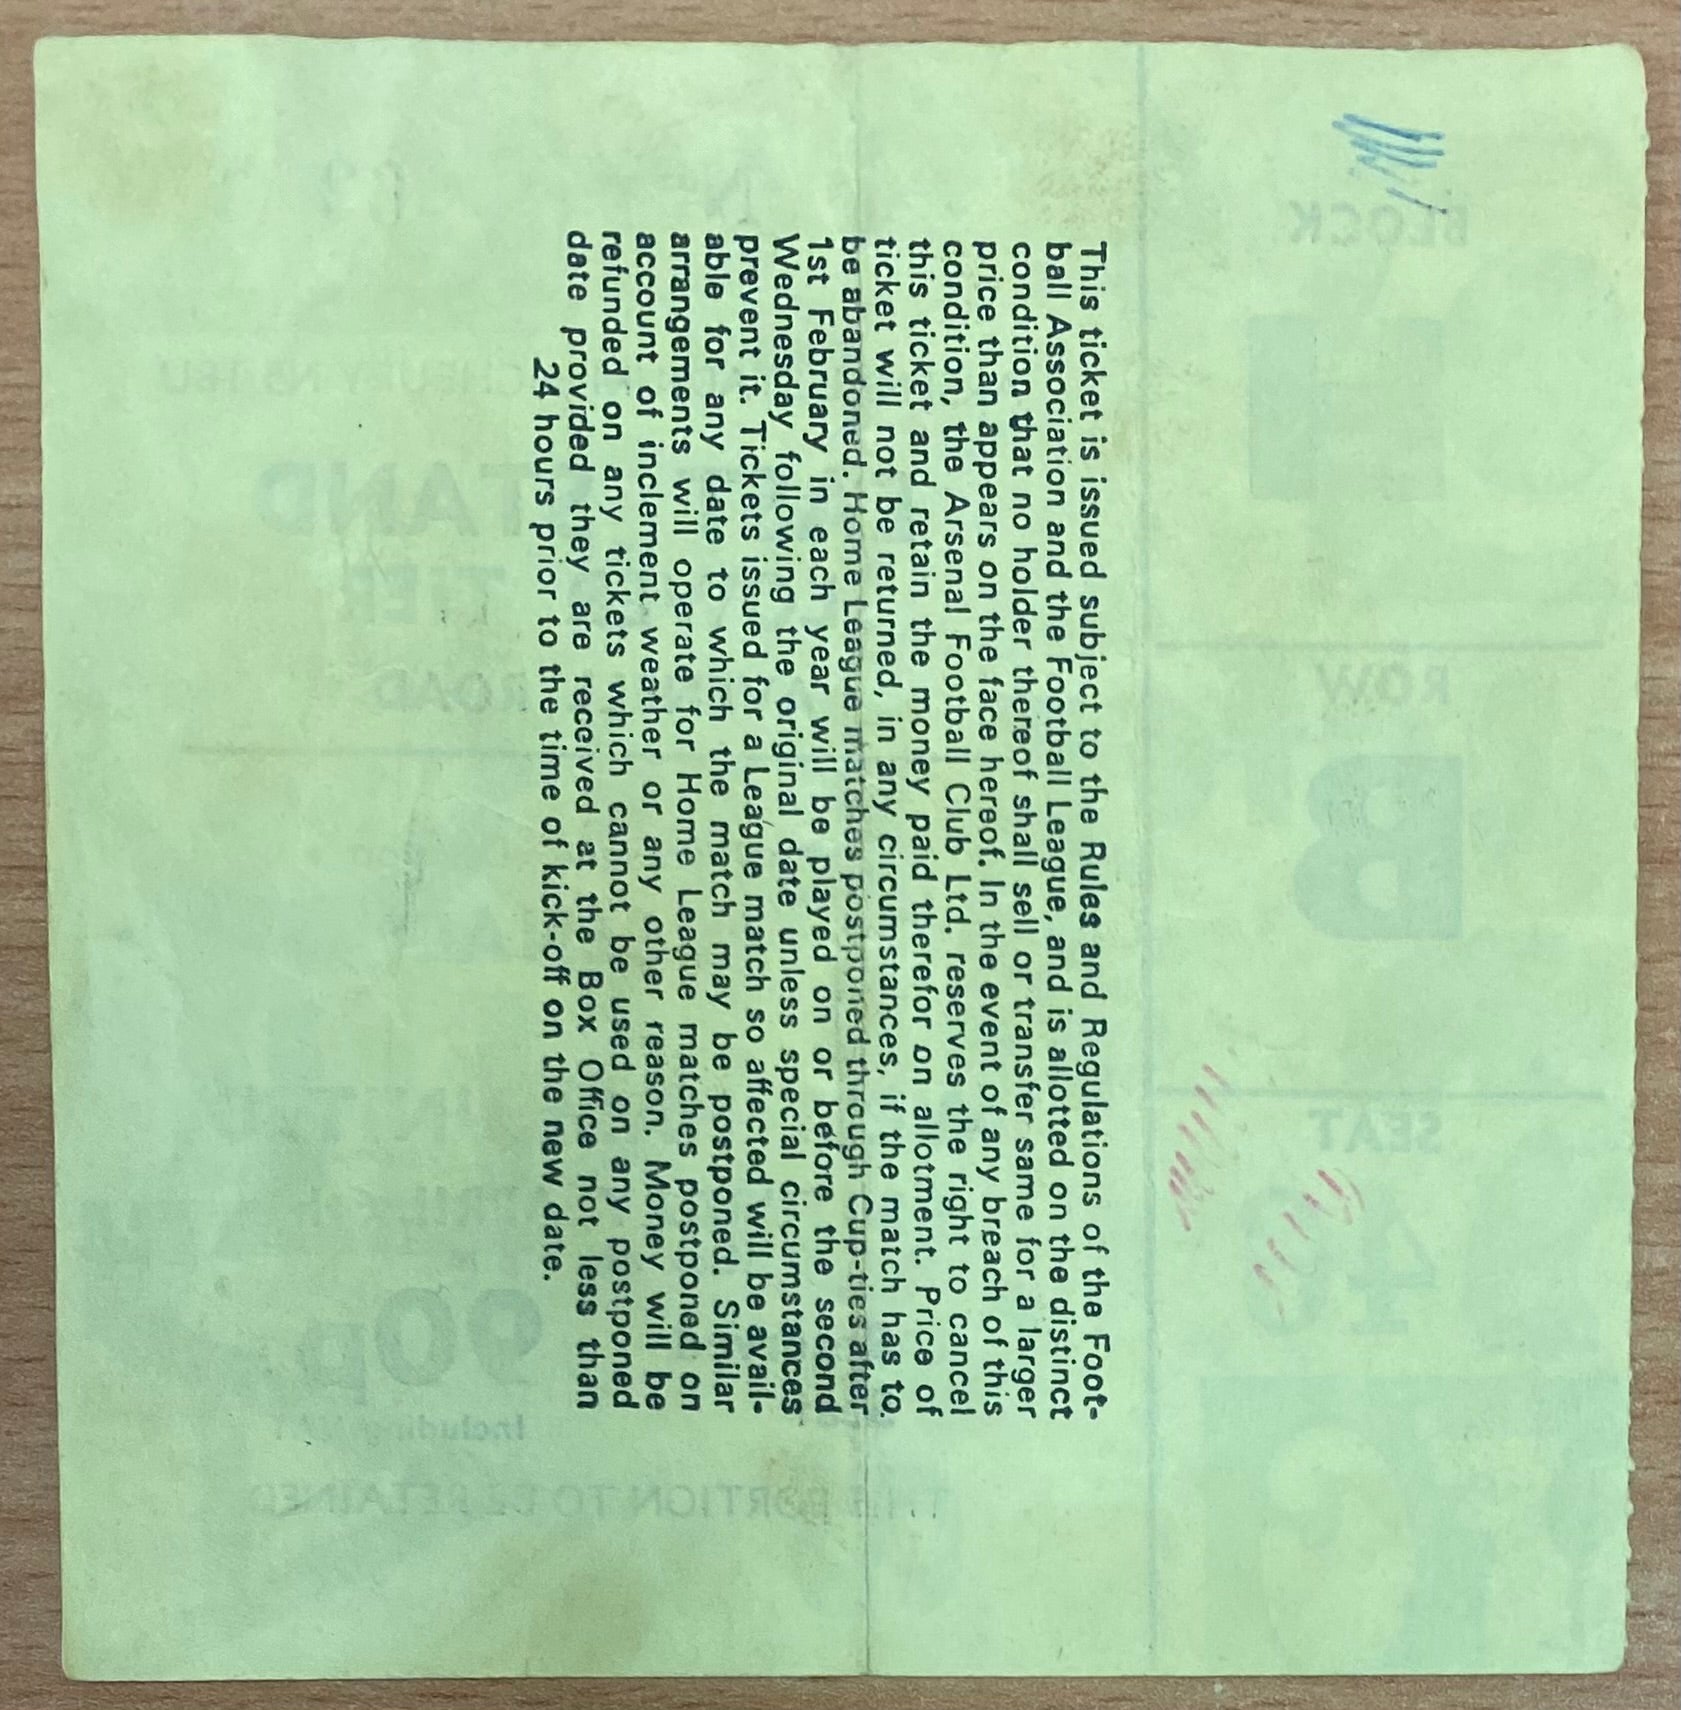 This ticket is issued subject to the Rules and Regulations of the Foot-
ball Association and the Football League, and is allotted on the distinct
condition that no holder thereof shall sell or transfer same for a larger
price than appears on the face hereof. In the event of any breach of this
condition, the Arsenal Football Club Ltd. reserves the right to cancel
this ticket and retain the money paid therefor on allotment. Price of
ticket will not be returned, in any circumstances, if the match has to
be abandoned. Home League matches postponed through Cup-ties after
1st February in each year will be played on or before the second
Wednesday following the original date unless special circumstances
prevent it. Tickets issued for a League match so affected will be avail-
able for any date to which the match may be postponed. Similar
arrangements will operate for Home League matches postponed on
account of inclement weather or any other reason. Money will be
refunded on any tickets which cannot be used on any postponed
date provided they are received at the Box Office not less than
24 hours prior to the time of kick-off on the new date.
BLOCK
ROW
B
SEAT
90p
THIS PORTION TO BE RETAINED